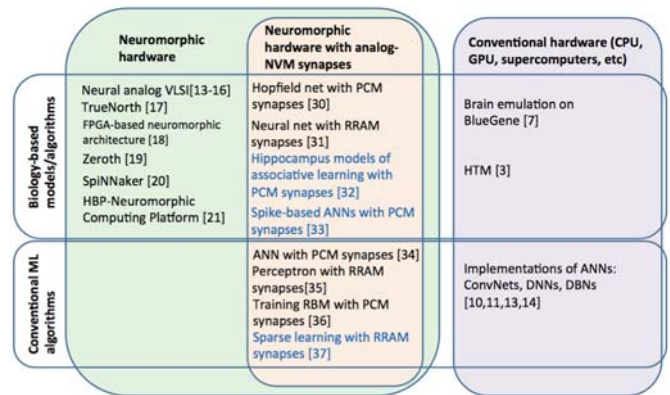 Neuromorphic
hardware
Neuromorphic
hardware with analog-
NVM synapses
Conventional hardware (CPU,
GPU, supercomputers, etc)
Biology-based
models/algorithms
Neural analog VLSI[13-16]
TrueNorth [17]
FPGA-based neuromorphic
architecture [18]
Zeroth [19]
SpiNNaker [20]
HBP-Neuromorphic
Computing Platform [21]
Hopfield net with PCM
synapses [30]
Neural net with RRAM
synapses [31]
Hippocampus models of
associative learning with
PCM synapses [32]
Spike-based ANNs with PCM
synapses [33]
Brain emulation on
BlueGene [7]
HTM [3]
Conventional ML
algorithms
ANN with PCM synapses [34]
Perceptron with RRAM
synapses[35]
Training RBM with PCM
synapses [36]
Sparse learning with RRAM
synapses [37]
Implementations of ANNs:
ConvNets, DNNs, DBNs
[10,11,13,14]